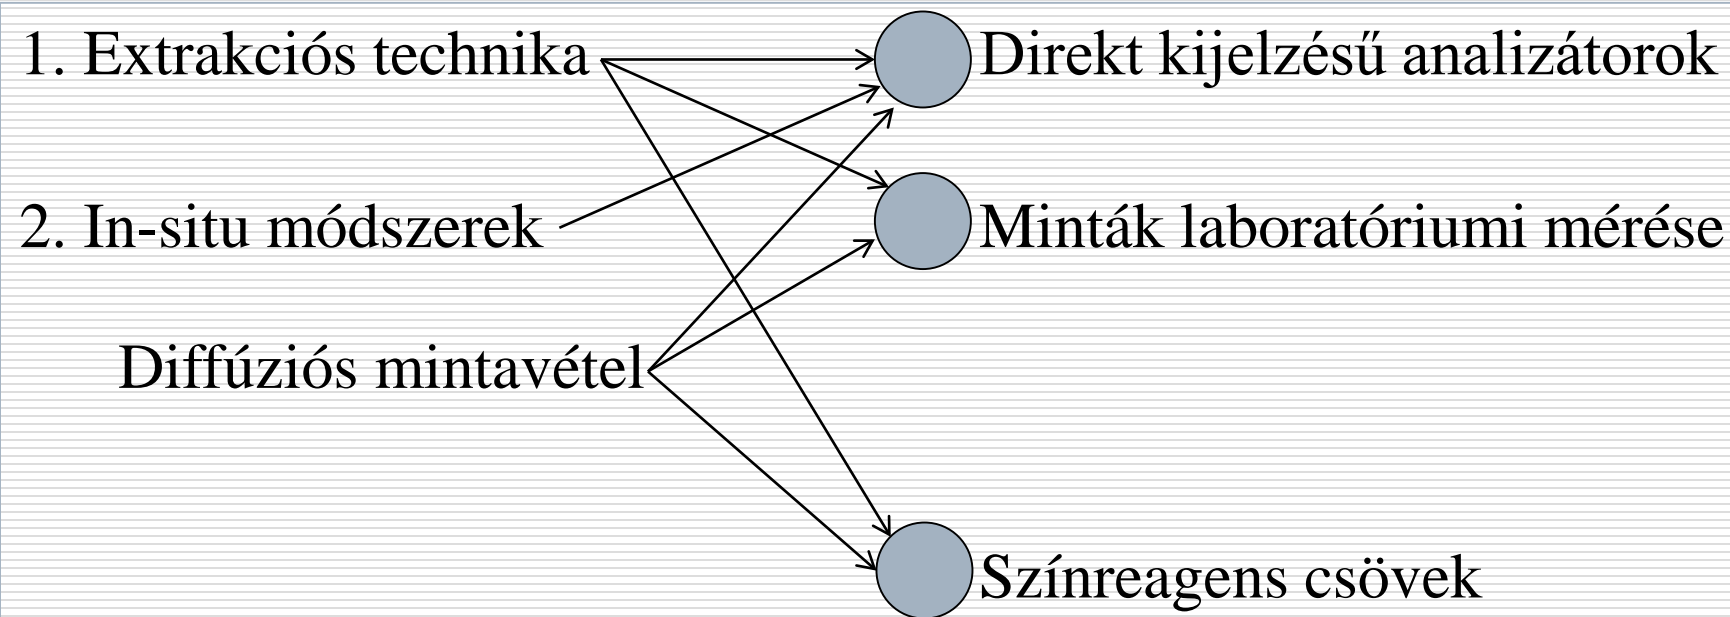 1. Extrakciós technika
Direkt kijelzésű analizátorok
2. In-situ módszerek
Minták laboratóriumi mérése
Diffúziós mintavétel
Színreagens csövek